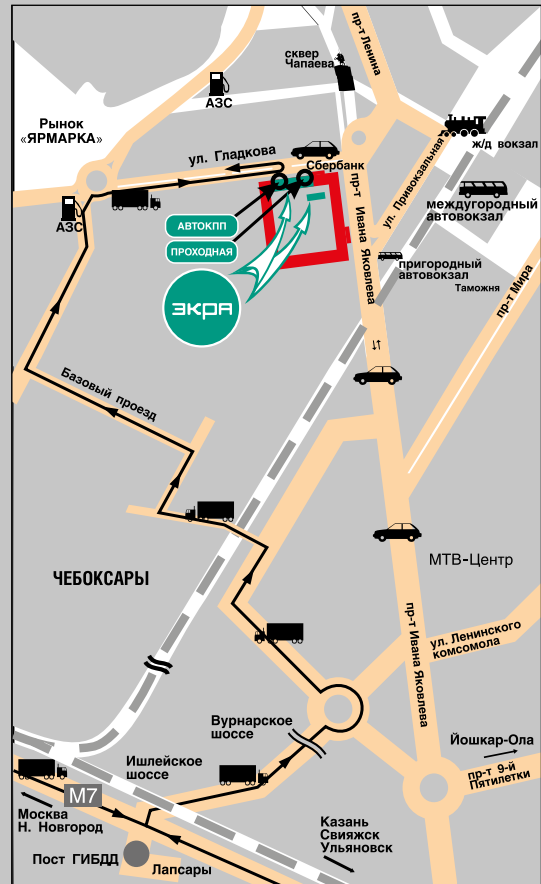 пр-т Ленина
сквер
Чапаева
АЗС
Рынок
«ЯРМАРКА»
ж/д вокзал
ул. Гладкова
Сбербанк
ул. Привокзальная
пр-т Ивана Яковлева
междугородный
автовокзал
АЗС
АВТОКПП
ПРОХОДНАЯ
пригородный
автовокзал
Таможня
пр-т Мира
экра
Базовый проезд
МТВ-Центр
ЧЕБОКСАРЫ
пр-т Ивана Яковлева
ул. Ленинского
комсомола
Вурнарское
шоссе
Йошкар-Ола
Ишлейское
шоссе
пр-т 9-й
Пятилетки
М7
Москва
Н. Новгород
Казань
Свияжск
Ульяновск
Пост ГИБДД
Лапсары